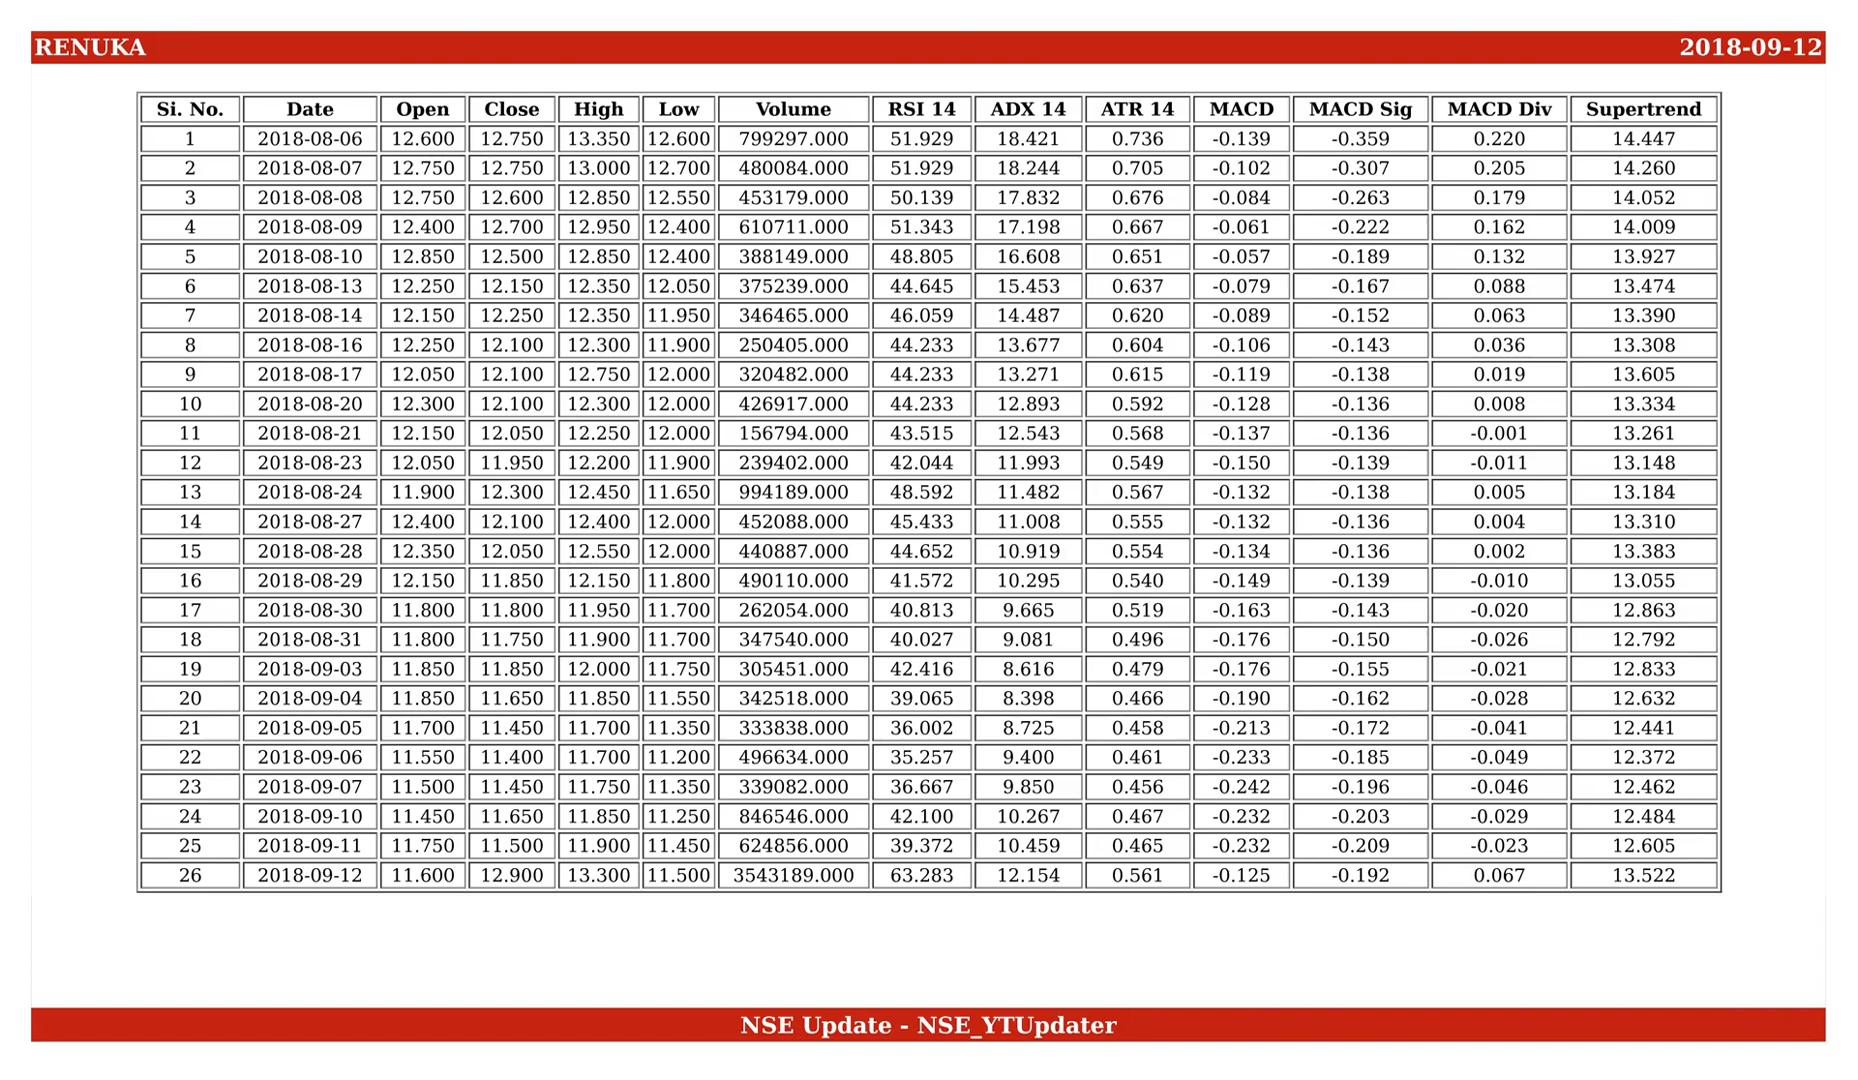 RENUKA 2018-09-12
Si. No. Date Open Close High Low Volume RSI 14 ADX 14 ATR 14 MACD MACD Sig MACD Div Supertrend
1 2018-08-06 12.600 12.750 13.350 12.600 799297.000 51.929 18.421 0.736 -0.139 -0.359 0.220 14.447
2 2018-08-07 12.750 12.750 13.000 12.700 480084.000 51.929 18.244 0.705 -0.102 -0.307 0.205 14.260
3 2018-08-08 12.750 12.600 12.850 12.550 453179.000 50.139 17.832 0.676 -0.084 -0.263 0.179 14.052
4 2018-08-09 12.400 12.700 12.950 12.400 610711.000 51.343 17.198 0.667 -0.061 -0.222 0.162 14.009
5 2018-08-10 12.850 12.500 12.850 12.400 388149.000 48.805 16.608 0.651 -0.057 -0.189 0.132 13.927
6 2018-08-13 12.250 12.150 12.350 12.050 375239.000 44.645 15.453 0.637 -0.079 -0.167 0.088 13.474
7 2018-08-14 12.150 12.250 12.350 11.950 346465.000 46.059 14.487 0.620 -0.089 -0.152 0.063 13.390
8 2018-08-16 12.250 12.100 12.300 11.900 250405.000 44.233 13.677 0.604 -0.106 -0.143 0.036 13.308
9 2018-08-17 12.050 12.100 12.750 12.000 320482.000 44.233 13.271 0.615 -0.119 -0.138 0.019 13.605
10 2018-08-20 12.300 12.100 12.300 12.000 426917.000 44.233 12.893 0.592 -0.128 -0.136 0.008 13.334
11 2018-08-21 12.150 12.050 12.250 12.000 156794.000 43.515 12.543 0.568 -0.137 -0.136 -0.001 13.261
12 2018-08-23 12.050 11.950 12.200 11.900 239402.000 42.044 11.993 0.549 -0.150 -0.139 -0.011 13.148
13 2018-08-24 11.900 12.300 12.450 11.650 994189.000 48.592 11.482 0.567 -0.132 -0.138 0.005 13.184
14 2018-08-27 12.400 12.100 12.400 12.000 452088.000 45.433 11.008 0.555 -0.132 -0.136 0.004 13.310
15 2018-08-28 12.350 12.050 12.550 12.000 440887.000 44.652 10.919 0.554 -0.134 -0.136 0.002 13.383
16 2018-08-29 12.150 11.850 12.150 11.800 490110.000 41.572 10.295 0.540 -0.149 -0.139 -0.010 13.055
17 2018-08-30 11.800 11.800 11.950 11.700 262054.000 40.813 9.665 0.519 -0.163 -0.143 -0.020 12.863
18 2018-08-31 11.800 11.750 11.900 11.700 347540.000 40.027 9.081 0.496 -0.176 -0.150 -0.026 12.792
19 2018-09-03 11.850 11.850 12.000 11.750 305451.000 42.416 8.616 0.479 -0.176 -0.155 -0.021 12.833
20 2018-09-04 11.850 11.650 11.850 11.550 342518.000 39.065 8.398 0.466 -0.190 -0.162 -0.028 12.632
21 2018-09-05 11.700 11.450 11.700 11.350 333838.000 36.002 8.725 0.458 -0.213 -0.172 -0.041 12.441
22 2018-09-06 11.550 11.400 11.700 11.200 496634.000 35.257 9.400 0.461 -0.233 -0.185 -0.049 12.372
23 2018-09-07 11.500 11.450 11.750 11.350 339082.000 36.667 9.850 0.456 -0.242 -0.196 -0.046 12.462
24 2018-09-10 11.450 11.650 11.850 11.250 846546.000 42.100 10.267 0.467 -0.232 -0.203 -0.029 12.484
25 2018-09-11 11.750 11.500 11.900 11.450 624856.000 39.372 10.459 0.465 -0.232 -0.209 -0.023 12.605
26 2018-09-12 11.600 12.900 13.300 11.500 3543189.000 63.283 12.154 0.561 -0.125 -0.192 0.067 13.522
NSE Update - NSE_YTUpdater